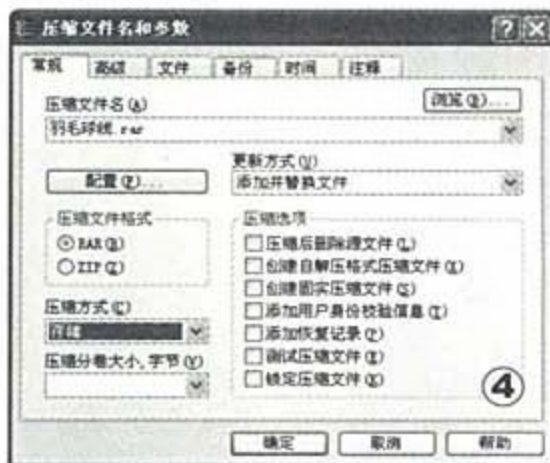 压缩文件名和参数
常规 高级 文件 备份 时间 注释
压缩文件名(A)
浏览(B)...
羽毛球线.rar
配置(F)...
更新方式(U)
添加并替换文件
压缩文件格式
RAR(R)
ZIP(Z)
压缩方式(C)
存储
压缩分卷大小,字节(V)
压缩选项
压缩后删除源文件(L)
创建自解压格式压缩文件(X)
创建固实压缩文件(S)
添加用户身份校验信息(T)
添加恢复记录(P)
测试压缩文件(E)
锁定压缩文件(K)
④
确定 取消 帮助